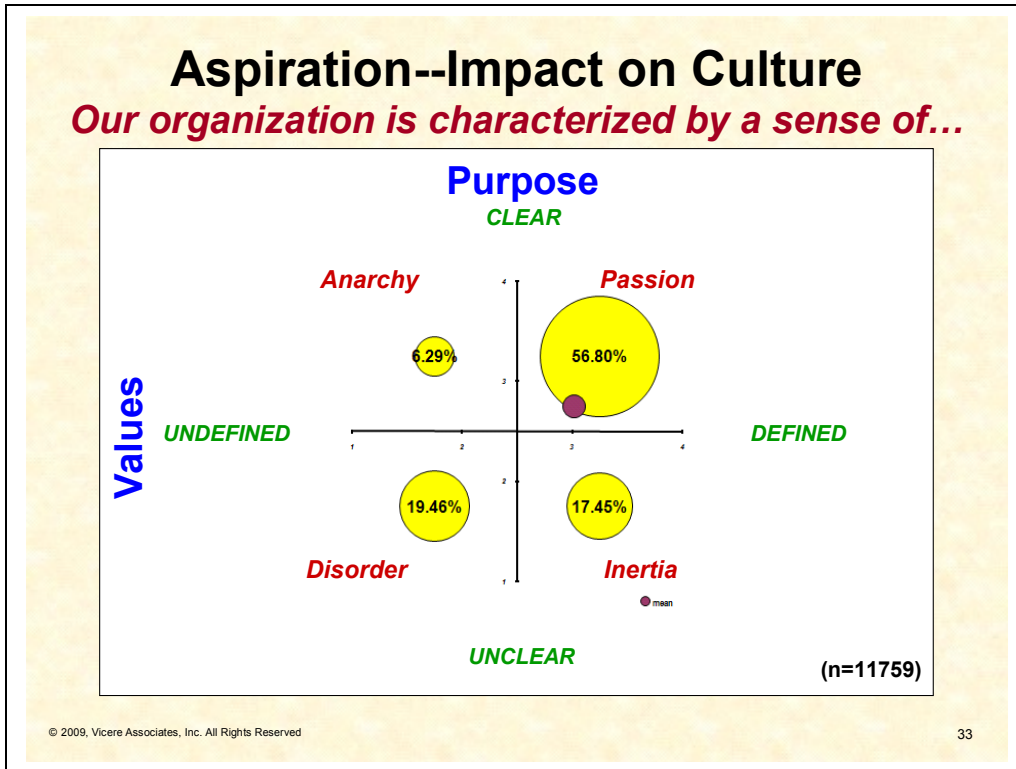 Aspiration--Impact on Culture
Our organization is characterized by a sense of…
Purpose
CLEAR
Anarchy
4
Passion
6.29%
56.80%
3
Values
UNDEFINED
DEFINED
1
2
3
4
2
19.46%
17.45%
Disorder
1
Inertia
mean
UNCLEAR
(n=11759)
© 2009, Vicere Associates, Inc. All Rights Reserved
33